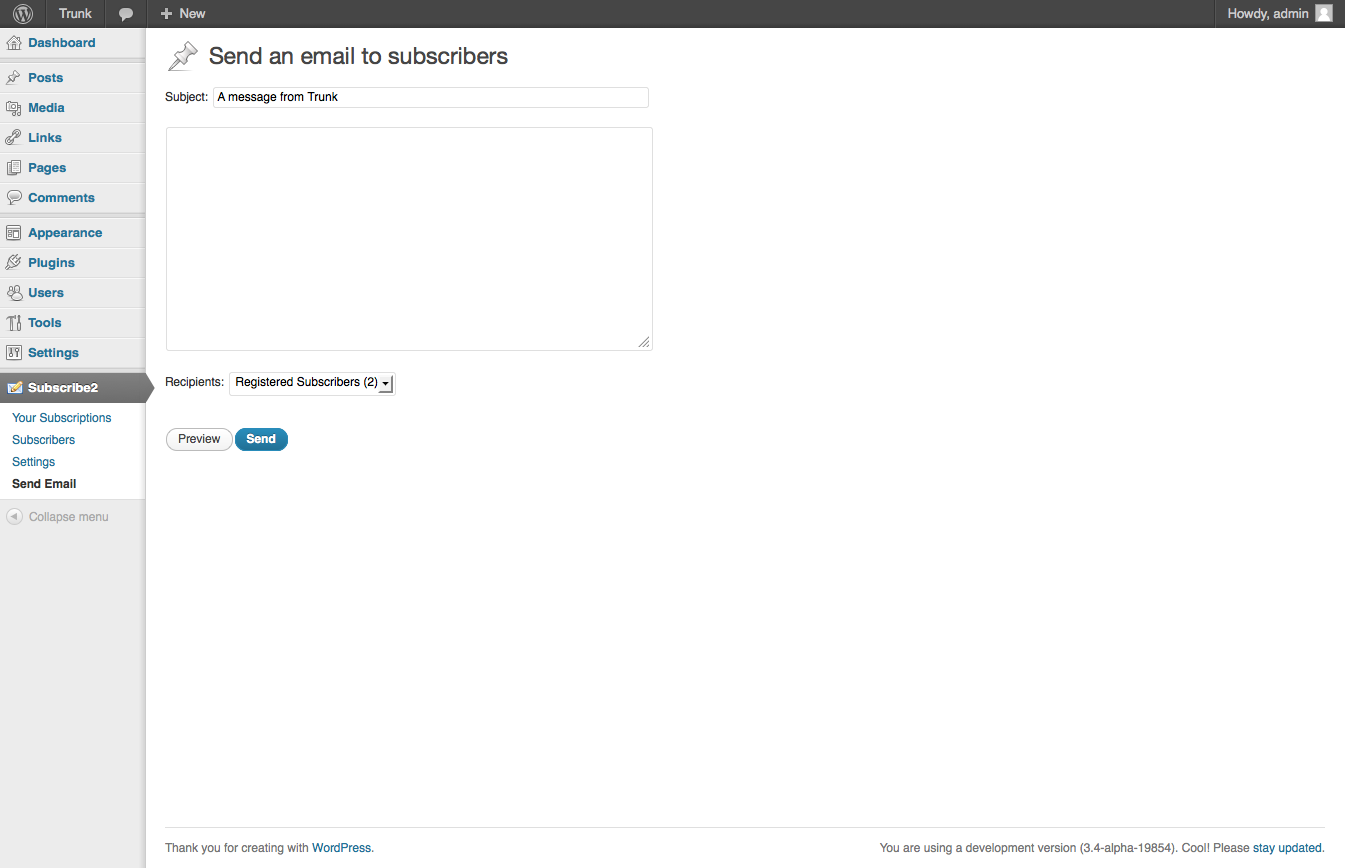 Trunk
New
Howdy, admin
Dashboard
Posts
Media
Links
Pages
Comments
Appearance
Plugins
Users
Tools
Settings
Subscribe2
Your Subscriptions
Subscribers
Settings
Send Email
Collapse menu
Send an email to subscribers
Subject: A message from Trunk
Recipients: Registered Subscribers (2)
Preview Send
Thank you for creating with WordPress.
You are using a development version (3.4-alpha-19854). Cool! Please stay updated.